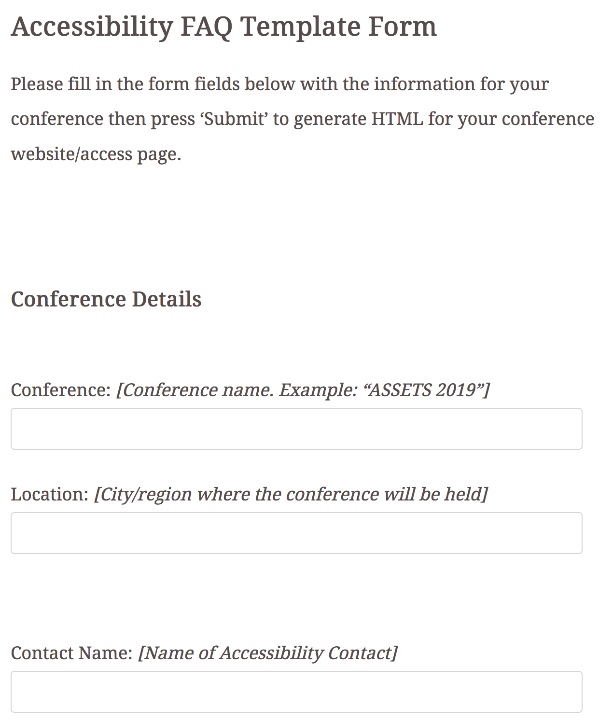 Accessibility FAQ Template Form
Please fill in the form fields below with the information for your
conference then press ‘Submit’ to generate HTML for your conference
website/access page.
Conference Details
Conference: [Conference name. Example: “ASSETS 2019”]
Location: [City/region where the conference will be held]
Contact Name: [Name of Accessibility Contact]